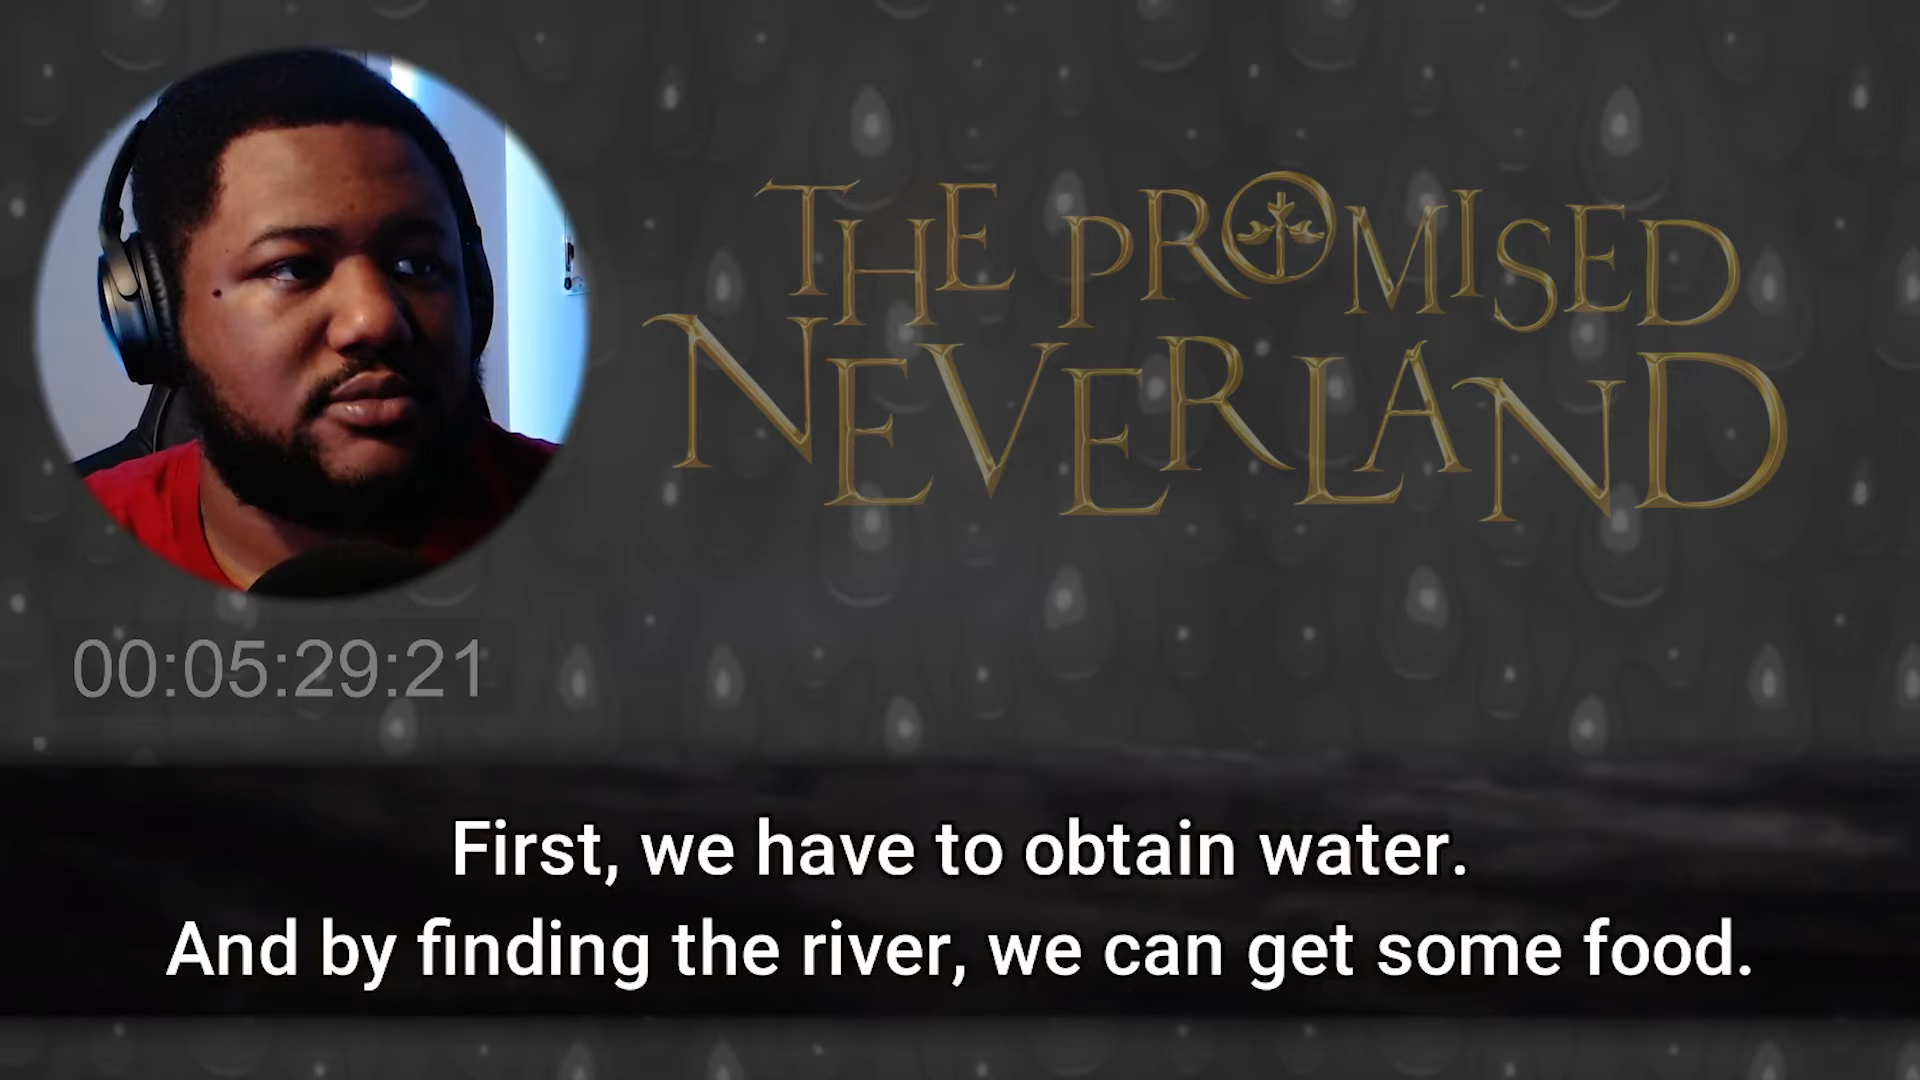 THE PROMISED
NEVERLAND
00:05:29:21
First, we have to obtain water.
And by finding the river, we can get some food.